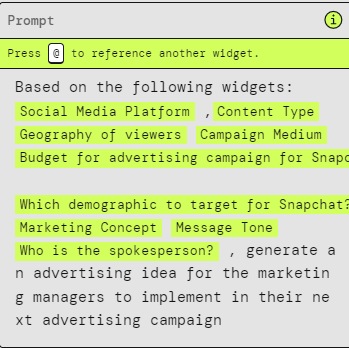 Prompt
i
Press @ to reference another widget.
Based on the following widgets:
Social Media Platform , Content Type
Geography of viewers Campaign Medium
Budget for advertising campaign for Snapc
Which demographic to target for Snapchat?
Marketing Concept Message Tone
Who is the spokesperson? , generate a
n advertising idea for the marketin
g managers to implement in their ne
xt advertising campaign